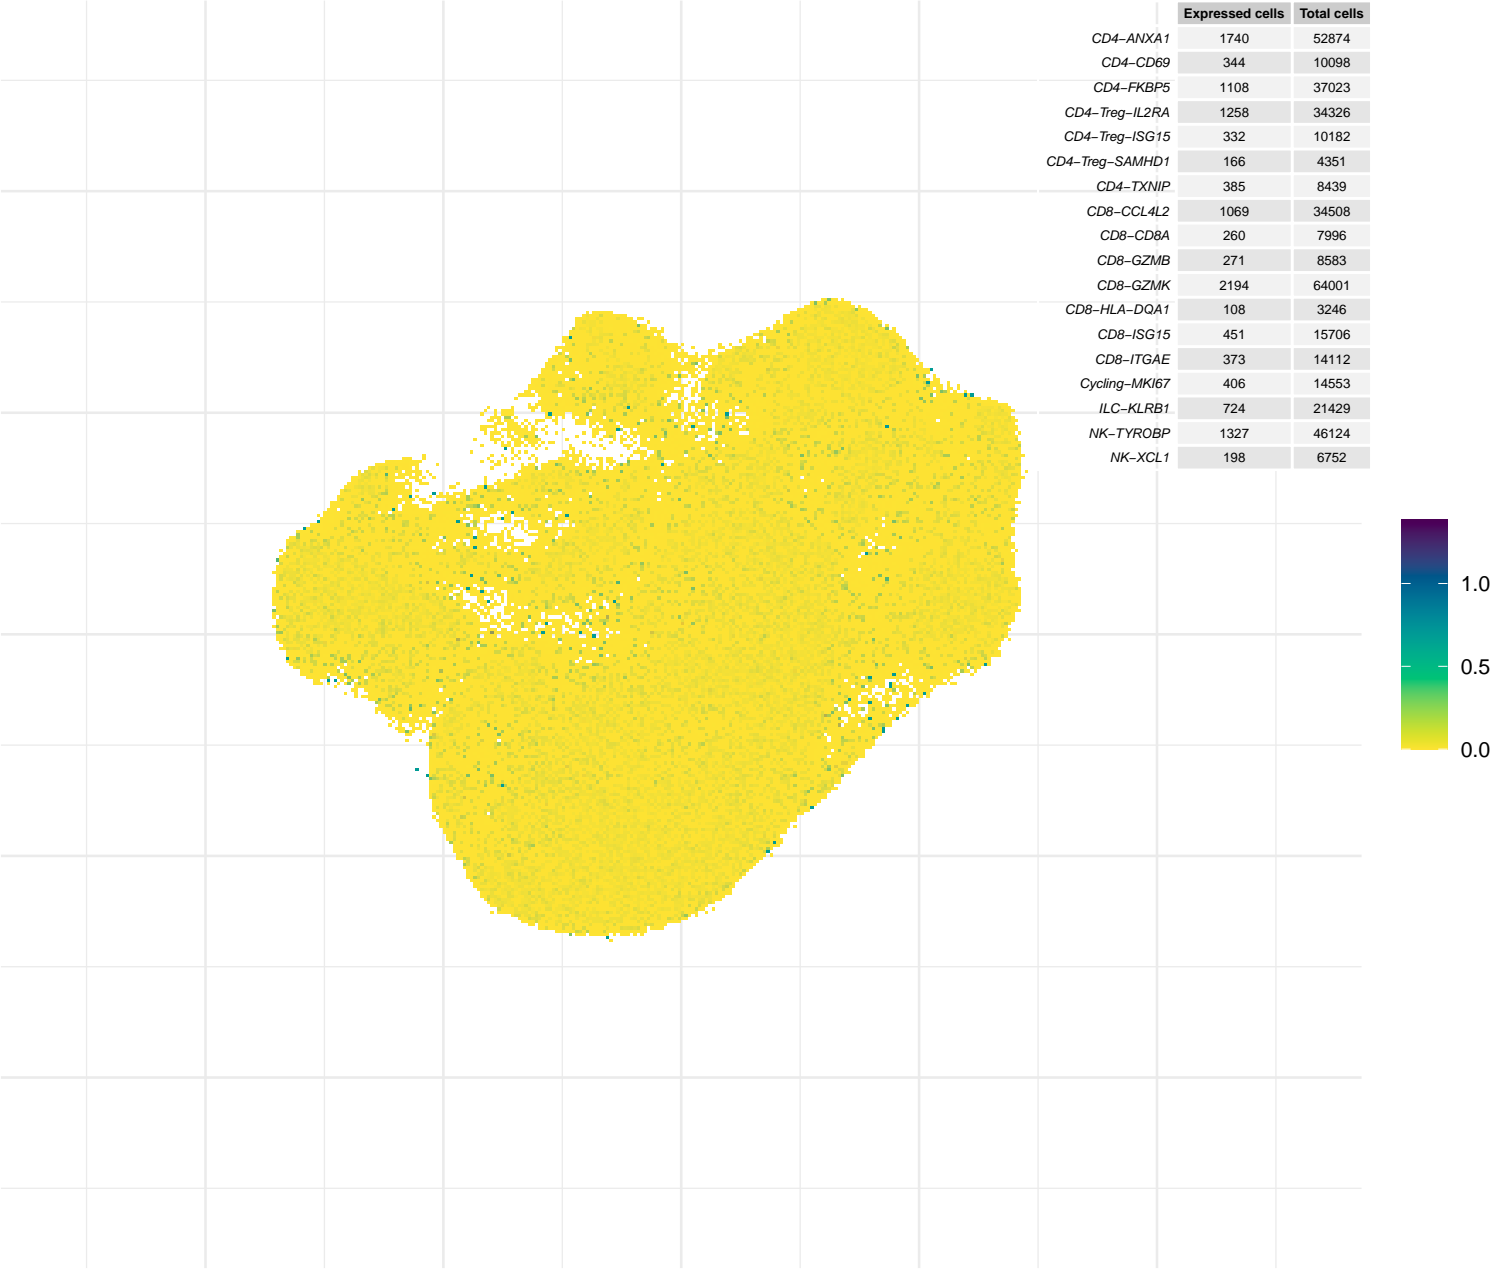 Expressed cells Total cells
CD4−ANXA1 1740 52874
CD4−CD69 344 10098
CD4−FKBP5 1108 37023
CD4−Treg−IL2RA 1258 34326
CD4−Treg−ISG15 332 10182
CD4−Treg−SAMHD1 166 4351
CD4−TXNIP 385 8439
CD8−CCL4L2 1069 34508
CD8−CD8A 260 7996
CD8−GZMB 271 8583
CD8−GZMK 2194 64001
CD8−HLA−DQA1 108 3246
CD8−ISG15 451 15706
CD8−ITGAE 373 14112
Cycling−MKI67 406 14553
ILC−KLRB1 724 21429
NK−TYROBP 1327 46124
NK−XCL1 198 6752
1.0
0.5
0.0